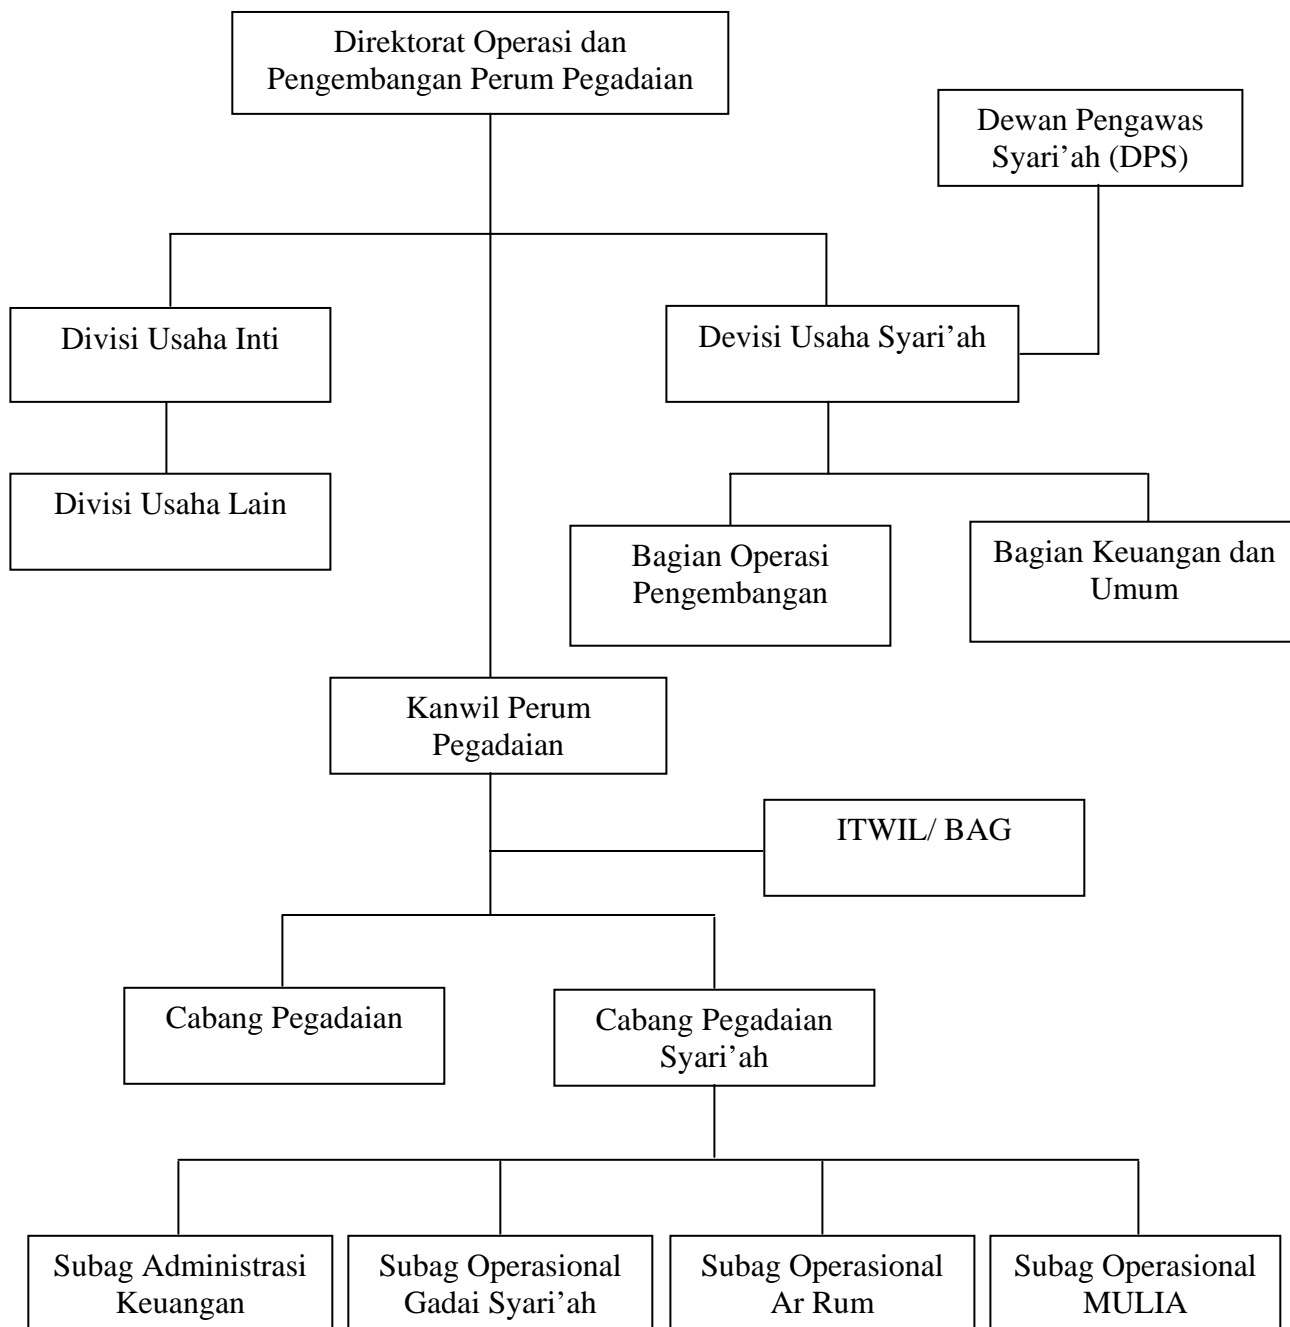 Direktorat Operasi dan
Pengembangan Perum Pegadaian
Dewan Pengawas
Syari’ah (DPS)
Divisi Usaha Inti
Devisi Usaha Syari’ah
Divisi Usaha Lain
Bagian Operasi
Pengembangan
Bagian Keuangan dan
Umum
Kanwil Perum
Pegadaian
ITWIL/ BAG
Cabang Pegadaian
Cabang Pegadaian
Syari’ah
Subag Administrasi
Keuangan
Subag Operasional
Gadai Syari’ah
Subag Operasional
Ar Rum
Subag Operasional
MULIA